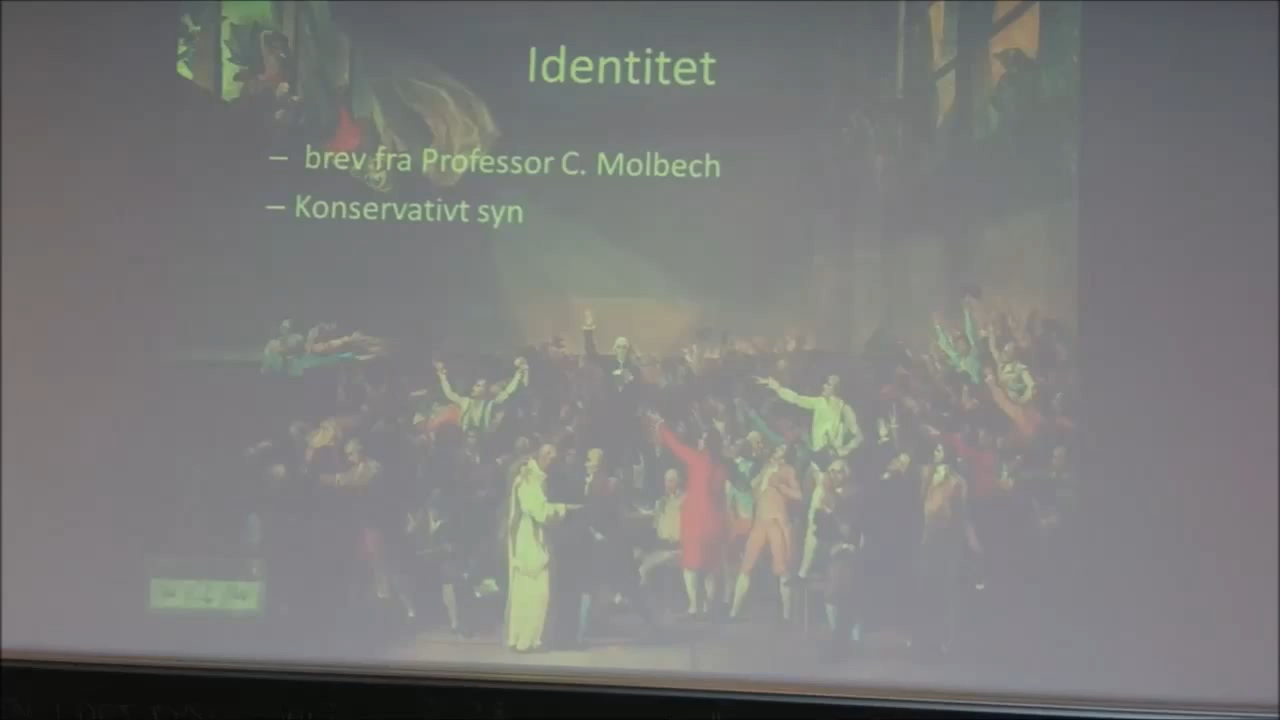 Identitet
– brev fra Professor C. Molbech
– Konservativt syn